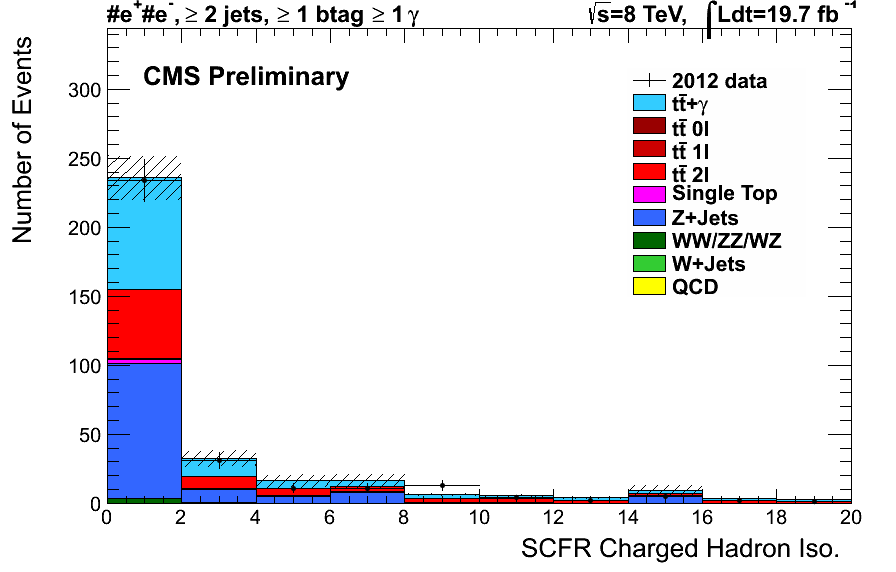 #e⁺#e⁻, ≥ 2 jets, ≥ 1 btag ≥ 1 γ
√s=8 TeV, ∫Ldt=19.7 fb⁻¹
CMS Preliminary
2012 data
tt̄+γ
tt̄ 0l
tt̄ 1l
tt̄ 2l
Single Top
Z+Jets
WW/ZZ/WZ
W+Jets
QCD
Number of Events
300
250
200
150
100
50
0
0 2 4 6 8 10 12 14 16 18 20
SCFR Charged Hadron Iso.